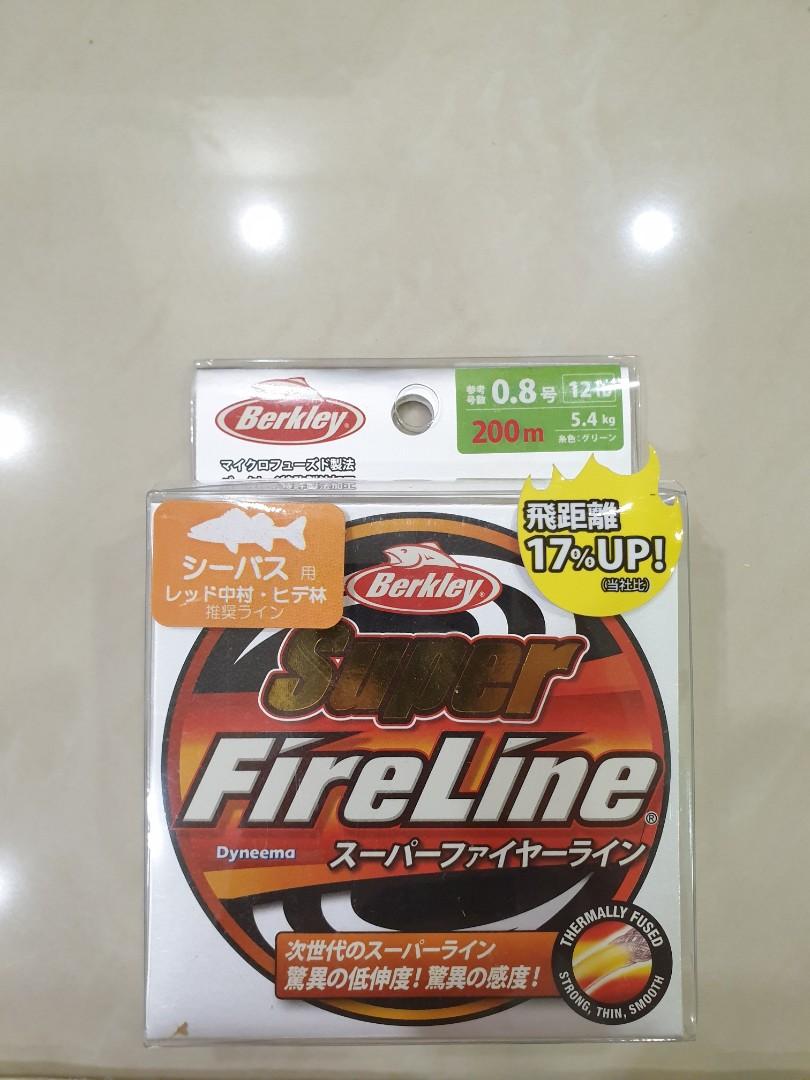 Berkley®
参考号数 0.8号 12lb
200m 5.4kg
糸色:グリーン
マイクロフューズド製法
シーバス 用
レッド中村・ヒデ林
推奨ライン
飛距離
17%UP!
(当社比)
Berkley®
Super
FireLine®
Dyneema スーパーファイヤーライン
次世代のスーパーライン
驚異の低伸度!驚異の感度!
THERMALLY FUSED
STRONG, THIN, SMOOTH